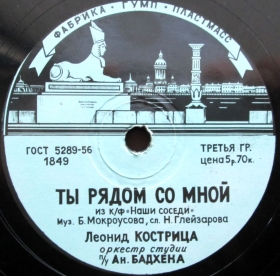 ФАБРИКА · ГУМП · ПЛАСТМАСС
ГОСТ 5289-56
1849
ТРЕТЬЯ ГР.
цена 5р.70к.
ТЫ РЯДОМ СО МНОЙ
ИЗ К/Ф «НАШИ СОСЕДИ»
Муз. Б. Мокроусова, сл. Н. Глейзарова
Леонид КОСТРИЦА
оркестр студии
п/у Ан. БАДХЕНА